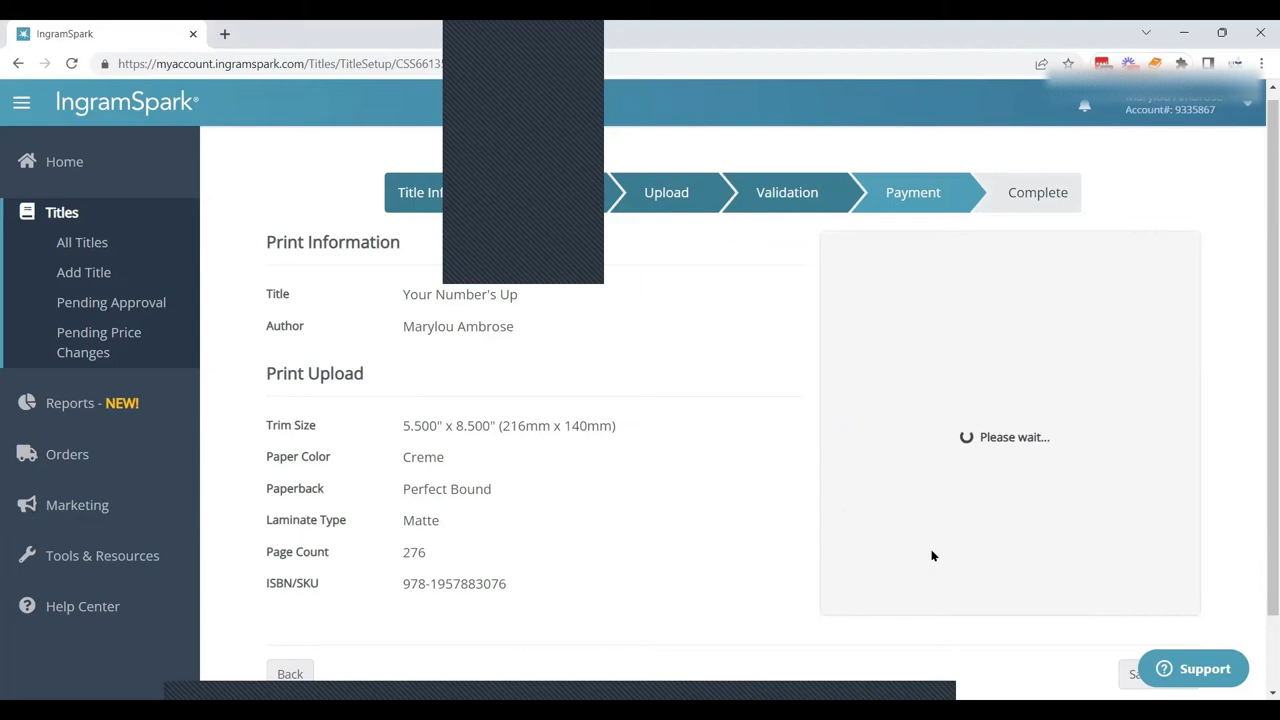 IngramSpark
https://myaccount.ingramspark.com/Titles/TitleSetup/CSS6613
IngramSpark®
Account#: 9335867
Home
Titles
All Titles
Add Title
Pending Approval
Pending Price
Changes
Reports - NEW!
Orders
Marketing
Tools & Resources
Help Center
Title Upload Validation Payment Complete
Print Information
Title Your Number's Up
Author Marylou Ambrose
Print Upload
Trim Size 5.500" x 8.500" (216mm x 140mm)
Paper Color Creme
Paperback Perfect Bound
Laminate Type Matte
Page Count 276
ISBN/SKU 978-1957883076
Please wait...
Back
Support